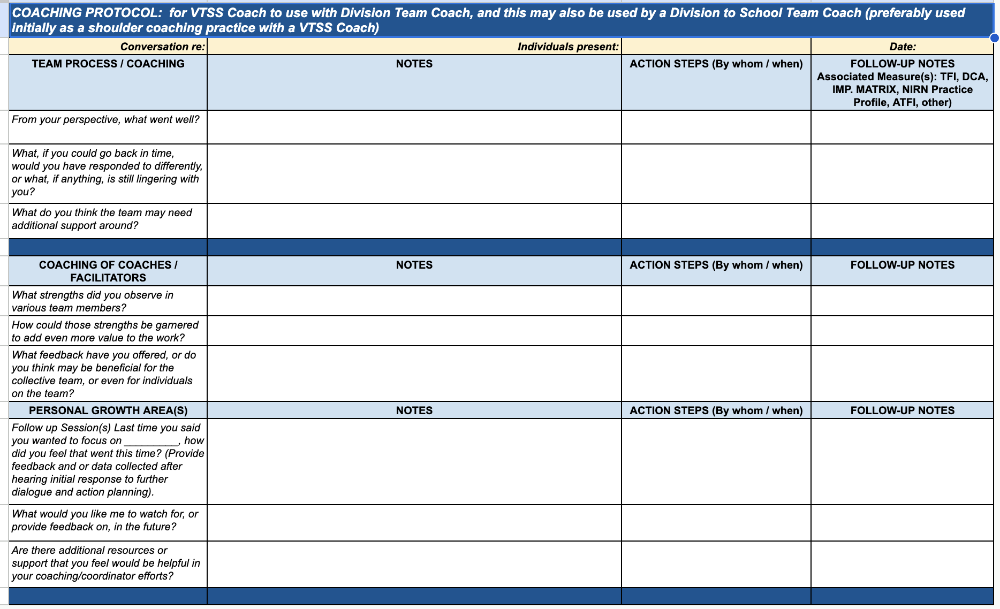 COACHING PROTOCOL:  for VTSS Coach to use with Division Team Coach, and this may also be used by a Division to School Team Coach (preferably used
initially as a shoulder coaching practice with a VTSS Coach)
Conversation re: Individuals present: Date:
TEAM PROCESS / COACHING NOTES ACTION STEPS (By whom / when) FOLLOW-UP NOTES
Associated Measure(s): TFI, DCA,
IMP. MATRIX, NIRN Practice
Profile, ATFI, other)
From your perspective, what went well?
What, if you could go back in time,
would you have responded to differently,
or what, if anything, is still lingering with
you?
What do you think the team may need
additional support around?
COACHING OF COACHES /
FACILITATORS
NOTES ACTION STEPS (By whom / when) FOLLOW-UP NOTES
What strengths did you observe in
various team members?
How could those strengths be garnered
to add even more value to the work?
What feedback have you offered, or do
you think may be beneficial for the
collective team, or even for individuals
on the team?
PERSONAL GROWTH AREA(S) NOTES ACTION STEPS (By whom / when) FOLLOW-UP NOTES
Follow up Session(s) Last time you said
you wanted to focus on _________, how
did you feel that went this time? (Provide
feedback and or data collected after
hearing initial response to further
dialogue and action planning).
What would you like me to watch for, or
provide feedback on, in the future?
Are there additional resources or
support that you feel would be helpful in
your coaching/coordinator efforts?